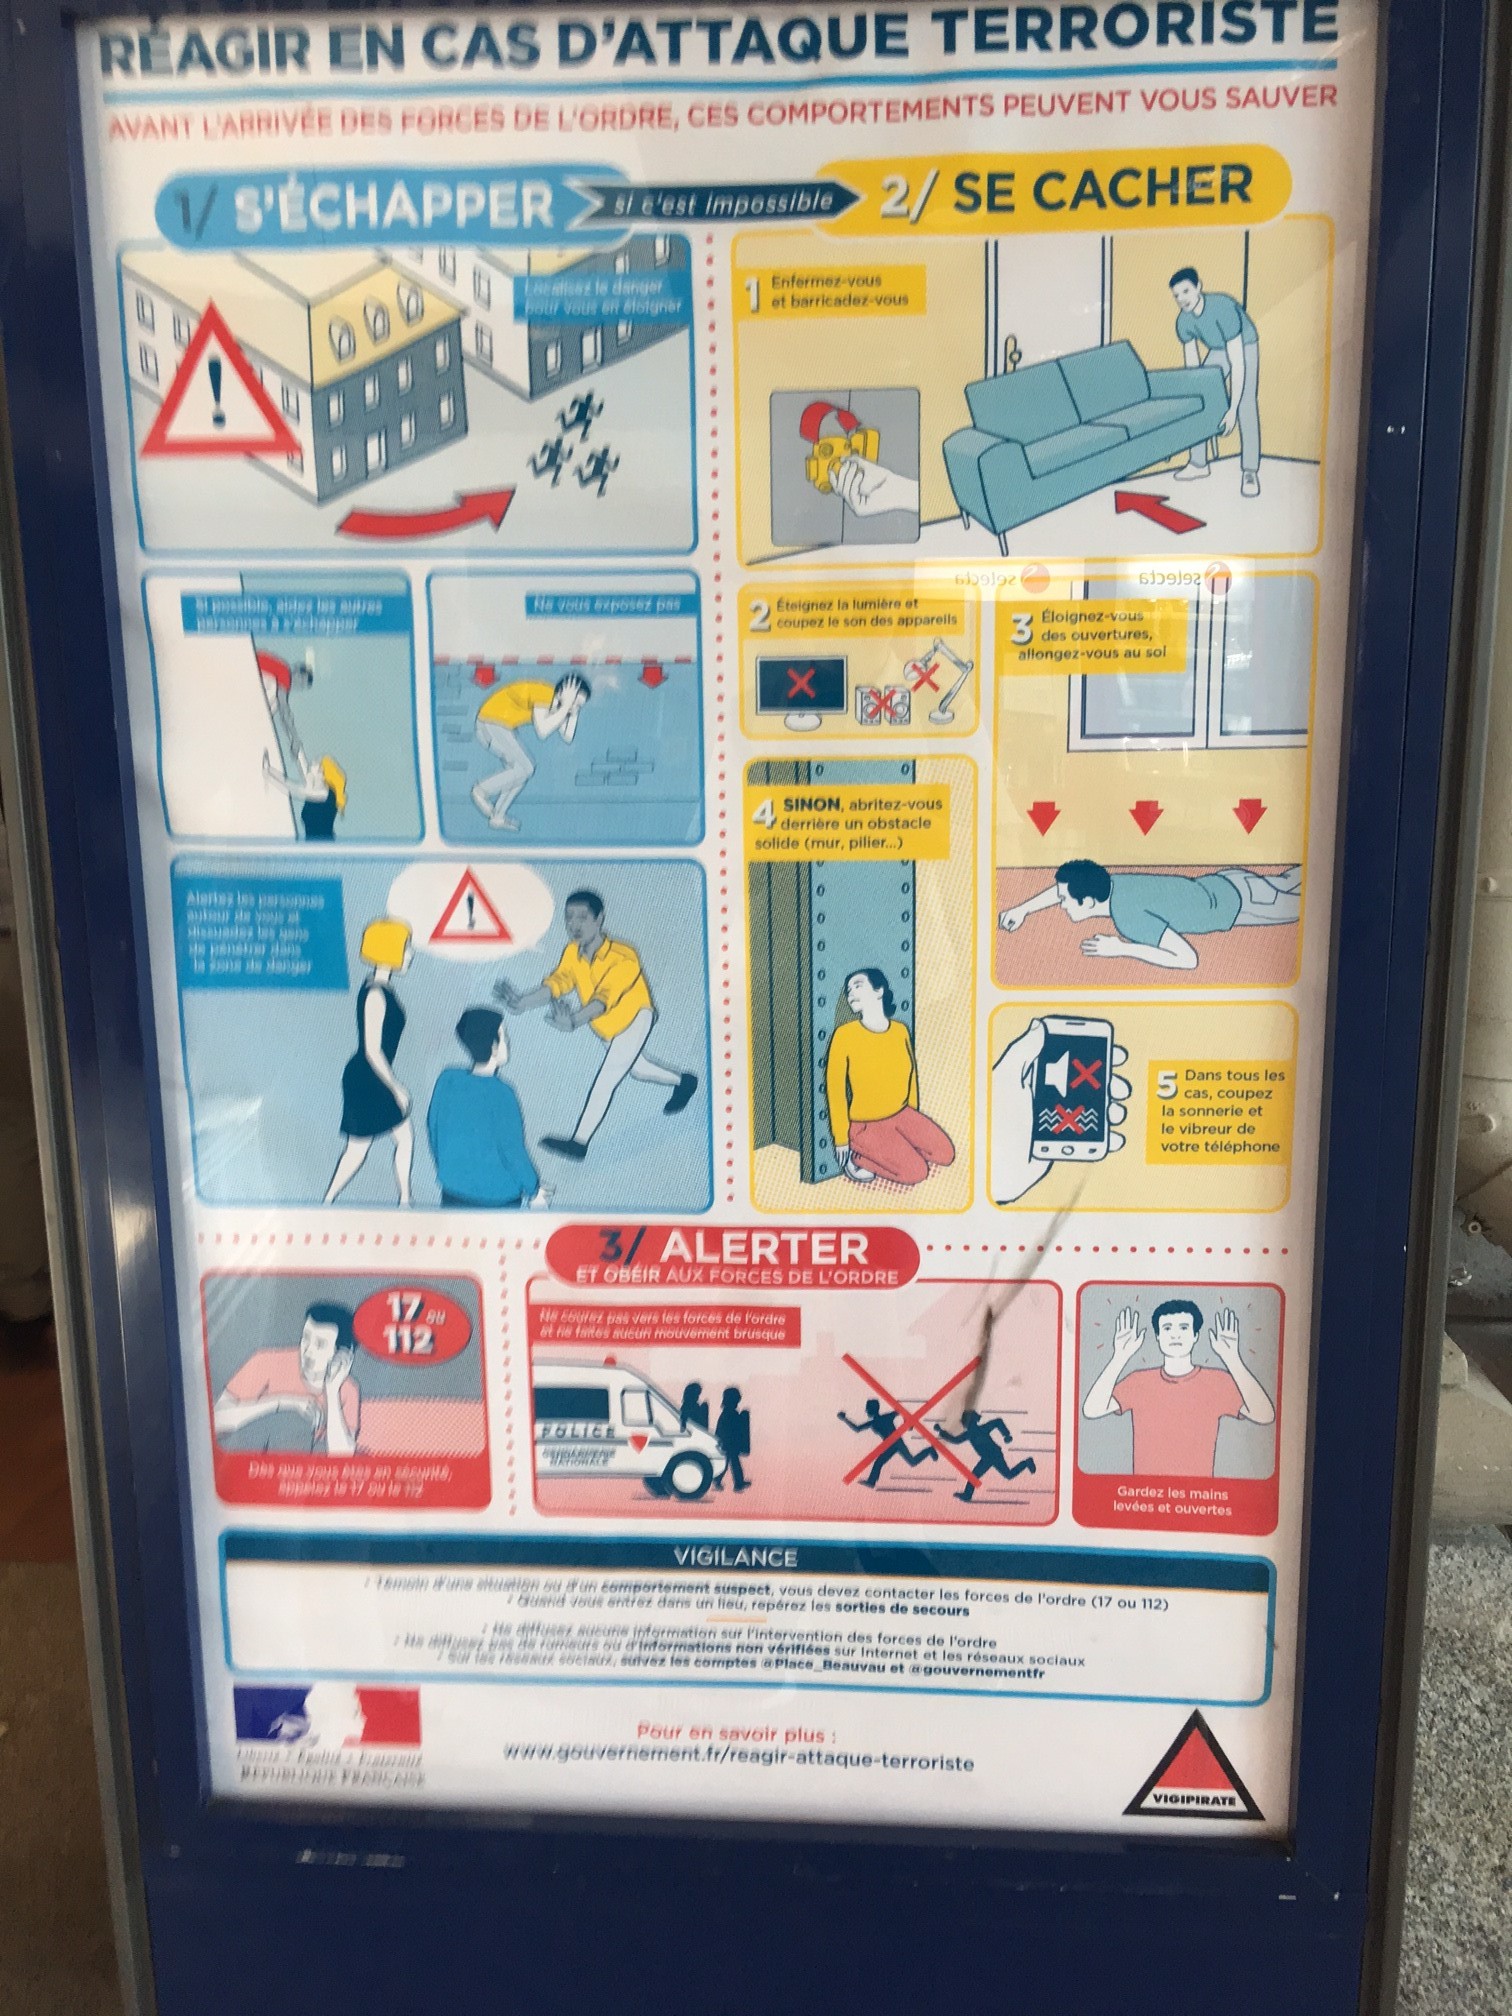 RÉAGIR EN CAS D'ATTAQUE TERRORISTE
AVANT L'ARRIVÉE DES FORCES DE L'ORDRE, CES COMPORTEMENTS PEUVENT VOUS SAUVER
1/ S'ÉCHAPPER
si c'est impossible
2/ SE CACHER
Localisez le danger
pour vous en éloigner
Si possible, aidez les autres
personnes à s'échapper
Ne vous exposez pas
Alertez les personnes
autour de vous et
dissuadez les gens
de pénétrer dans
la zone de danger
1 Enfermez-vous
et barricadez-vous
selecta
selecta
2 Éteignez la lumière et
coupez le son des appareils
3 Éloignez-vous
des ouvertures,
allongez-vous au sol
4 SINON, abritez-vous
derrière un obstacle
solide (mur, pilier...)
5 Dans tous les
cas, coupez
la sonnerie et
le vibreur de
votre téléphone
3/ ALERTER
ET OBÉIR AUX FORCES DE L'ORDRE
17 ou
112
Dès que vous êtes en sécurité,
appelez le 17 ou le 112
Ne courez pas vers les forces de l'ordre
et ne faites aucun mouvement brusque
POLICE
GENDARMERIE
NATIONALE
Gardez les mains
levées et ouvertes
VIGILANCE
Témoin d'une situation ou d'un comportement suspect, vous devez contacter les forces de l'ordre (17 ou 112)
Quand vous entrez dans un lieu, repérez les sorties de secours
Ne diffusez aucune information sur l'intervention des forces de l'ordre
Ne diffusez pas de rumeurs ou d'informations non vérifiées sur Internet et les réseaux sociaux
Sur les réseaux sociaux, suivez les comptes @Place_Beauvau et @gouvernementfr
Liberté • Égalité • Fraternité
RÉPUBLIQUE FRANÇAISE
Pour en savoir plus :
www.gouvernement.fr/reagir-attaque-terroriste
VIGIPIRATE